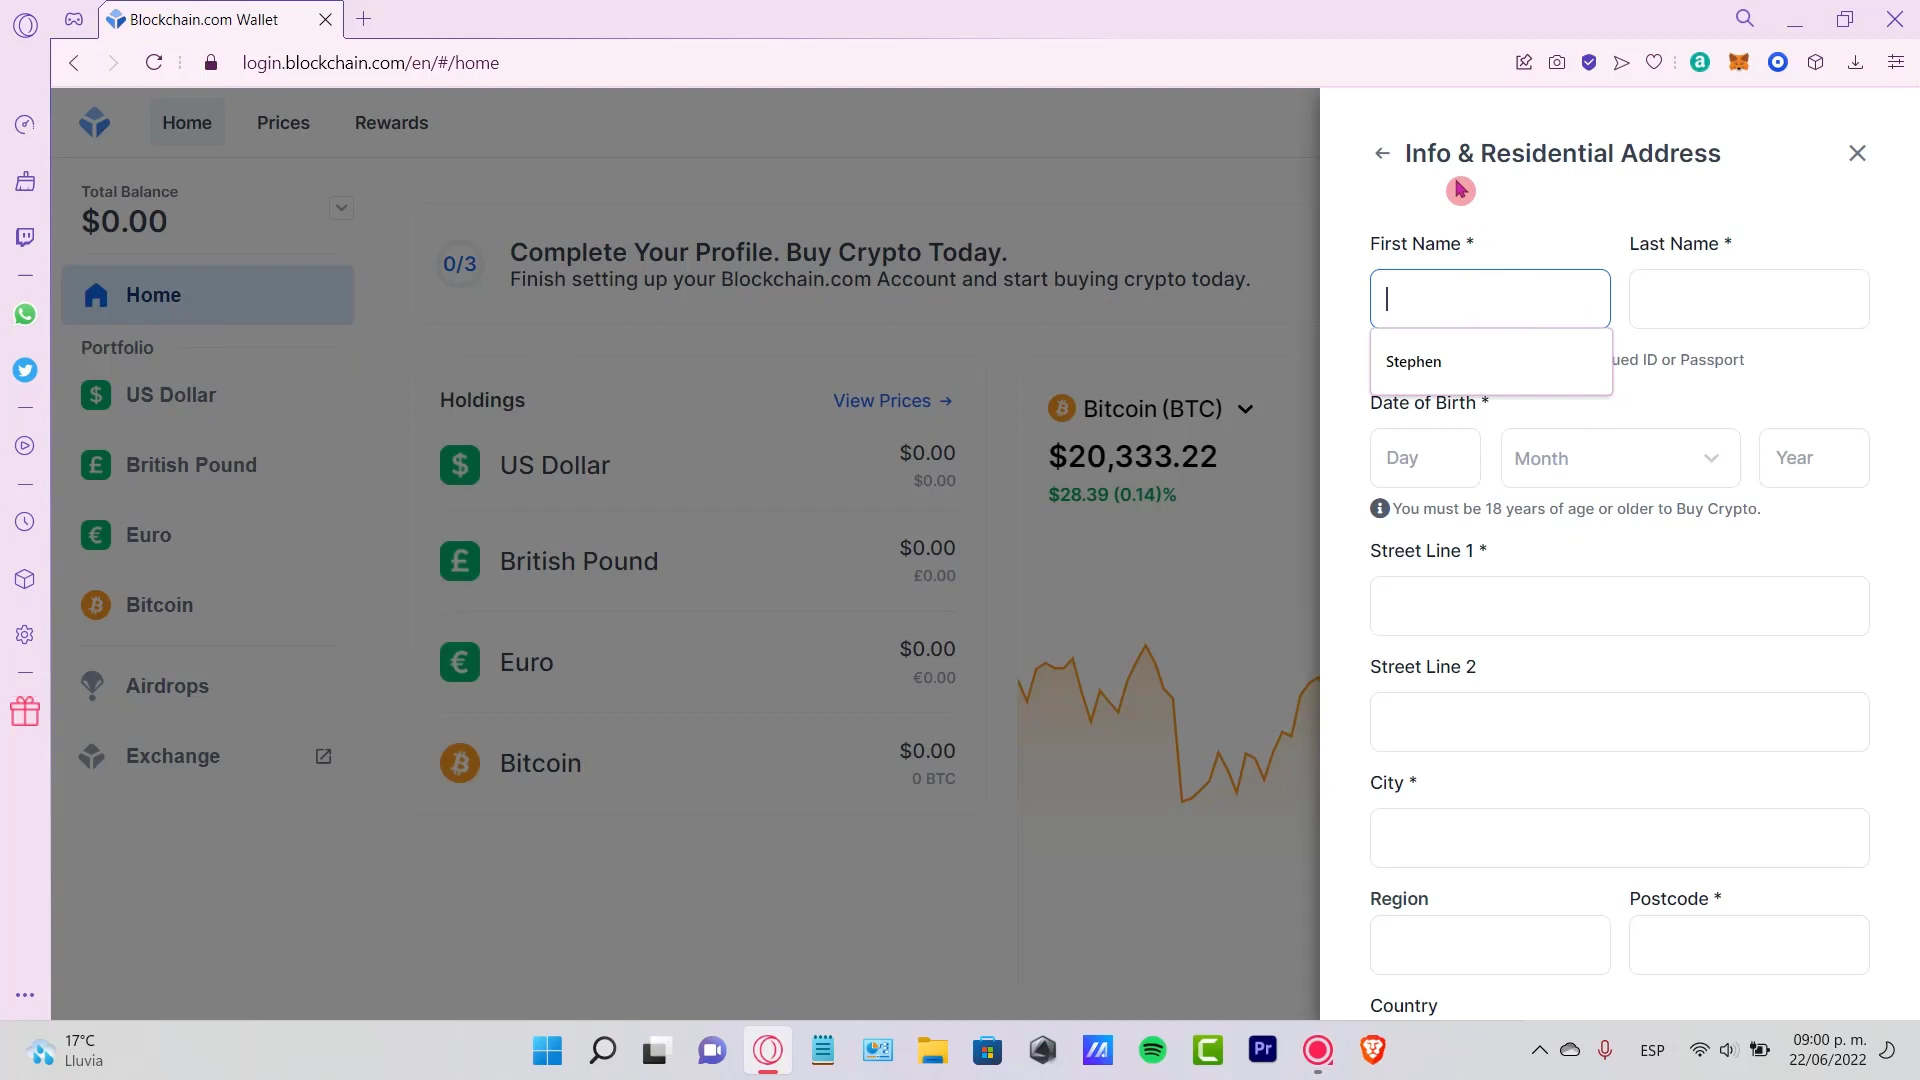 Blockchain.com Wallet
login.blockchain.com/en/#/home
Home
Prices
Rewards
Total Balance
$0.00
Home
Portfolio
US Dollar
British Pound
Euro
Bitcoin
Airdrops
Exchange
0/3
Complete Your Profile. Buy Crypto Today.
Finish setting up your Blockchain.com Account and start buying crypto today.
Holdings
View Prices →
US Dollar
$0.00
$0.00
British Pound
$0.00
£0.00
Euro
$0.00
€0.00
Bitcoin
$0.00
0 BTC
Bitcoin (BTC)
$20,333.22
$28.39 (0.14)%
Info & Residential Address
First Name *
Last Name *
Stephen
ID or Passport
Date of Birth *
Day
Month
Year
You must be 18 years of age or older to Buy Crypto.
Street Line 1 *
Street Line 2
City *
Region
Postcode *
Country
17°C
Lluvia
Pr
ESP
09:00 p. m.
22/06/2022